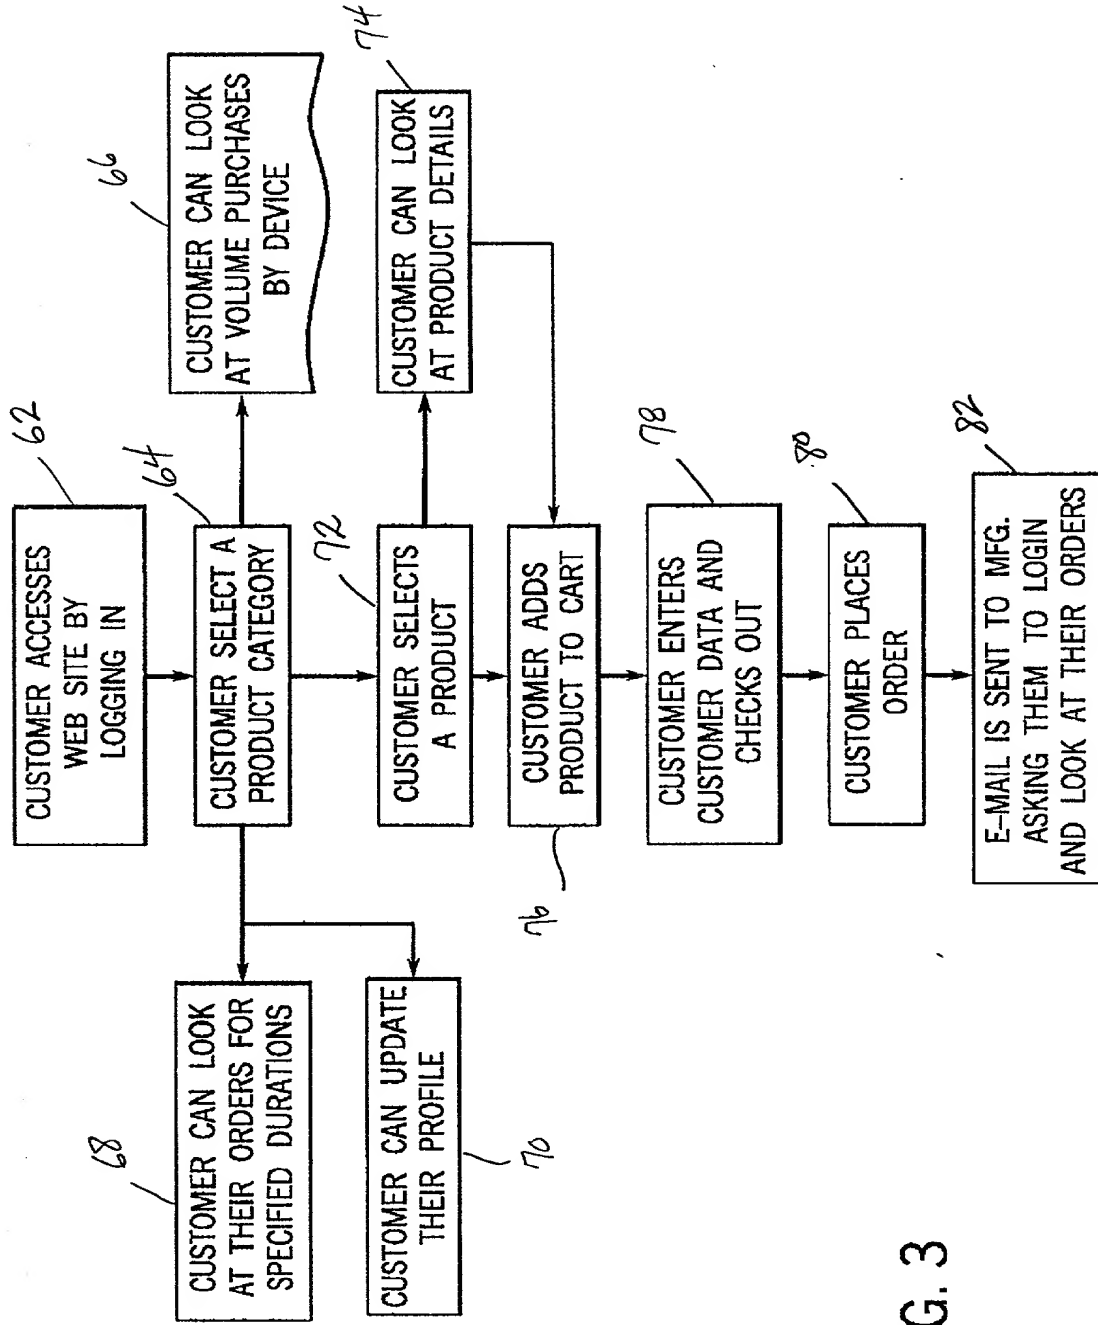 62
CUSTOMER ACCESSES
WEB SITE BY
LOGGING IN
64
CUSTOMER SELECT A
PRODUCT CATEGORY
66
CUSTOMER CAN LOOK
AT VOLUME PURCHASES
BY DEVICE
68
CUSTOMER CAN LOOK
AT THEIR ORDERS FOR
SPECIFIED DURATIONS
CUSTOMER CAN UPDATE
THEIR PROFILE
70
72
CUSTOMER SELECTS
A PRODUCT
74
CUSTOMER CAN LOOK
AT PRODUCT DETAILS
CUSTOMER ADDS
PRODUCT TO CART
76
78
CUSTOMER ENTERS
CUSTOMER DATA AND
CHECKS OUT
80
CUSTOMER PLACES
ORDER
82
E-MAIL IS SENT TO MFG.
ASKING THEM TO LOGIN
AND LOOK AT THEIR ORDERS
G. 3